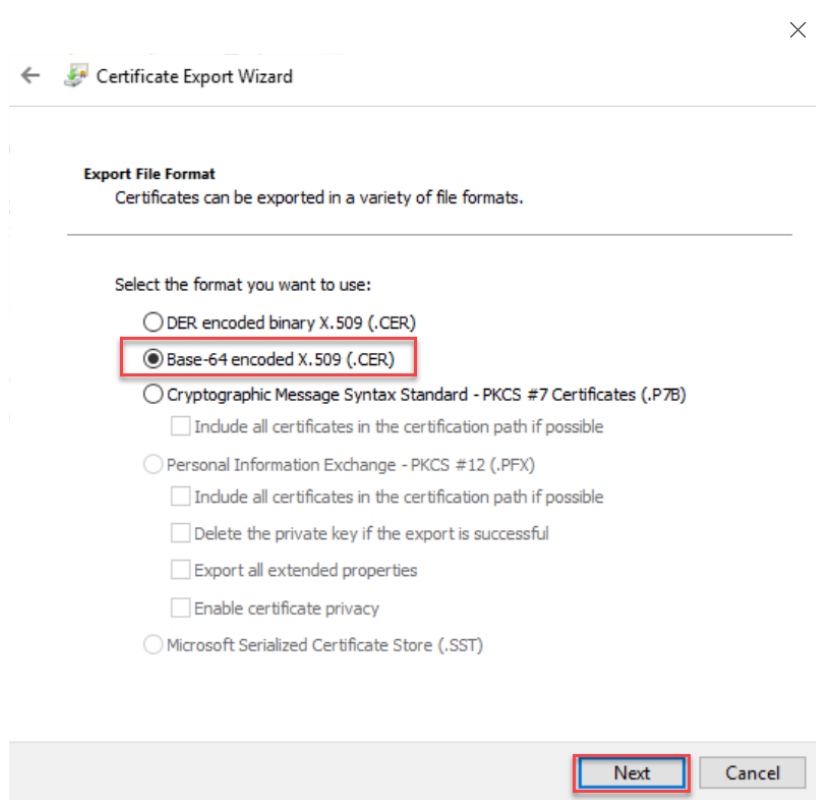 Certificate Export Wizard
Export File Format
Certificates can be exported in a variety of file formats.
Select the format you want to use:
DER encoded binary X.509 (.CER)
Base-64 encoded X.509 (.CER)
Cryptographic Message Syntax Standard - PKCS #7 Certificates (.P7B)
Include all certificates in the certification path if possible
Personal Information Exchange - PKCS #12 (.PFX)
Include all certificates in the certification path if possible
Delete the private key if the export is successful
Export all extended properties
Enable certificate privacy
Microsoft Serialized Certificate Store (.SST)
Next Cancel